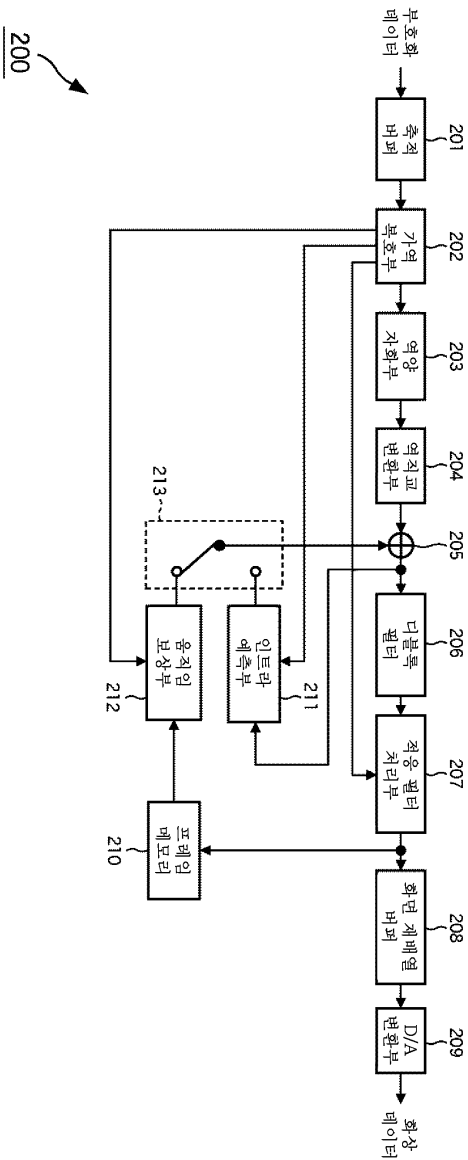 200
부호화
데이터
201
축적
버퍼
202
가역
복호부
203
역양
자화부
204
역직교
변환부
205
206
디블록
필터
207
적응 필터
처리부
208
화면 재배열
버퍼
209
D/A
변환부
화상
데이터
213
211
인트라
예측부
212
움직임
보상부
210
프레임
메모리